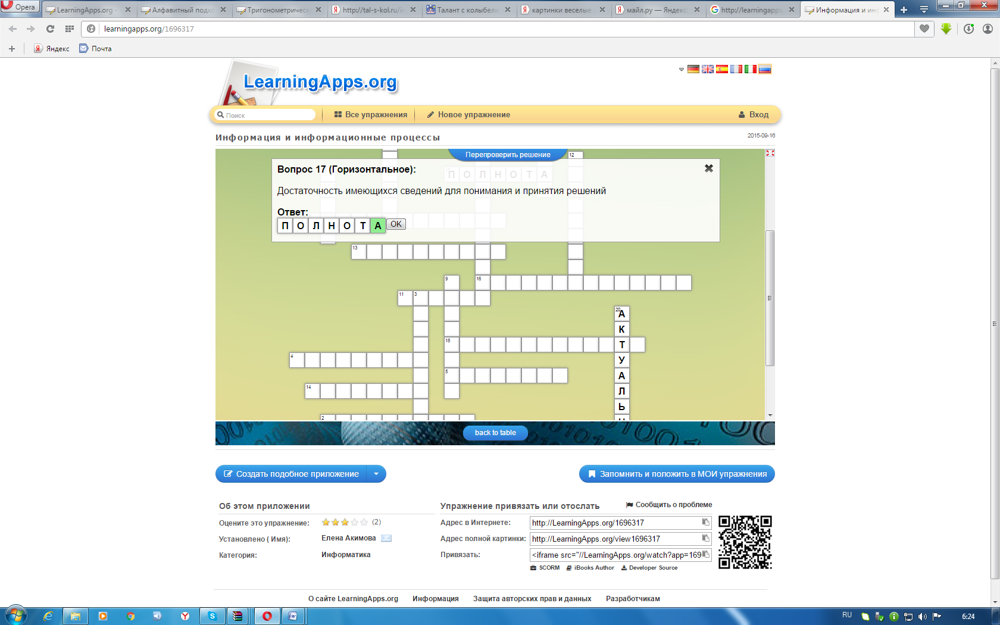 Opera
LearningApps.org -
Алфавитный подхо
Тригонометрическ
http://tal-s-kol.ru/in
Талант с колыбели
картинки веселые
майл.ру — Яндекс:
http://learningapps.
Информация и инф
learningapps.org/1696317
Яндекс
Почта
LearningApps.org
Поиск
Все упражнения
Новое упражнение
Вход
Информация и информационные процессы
2015-09-16
Перепроверить решение
12
Вопрос 17 (Горизонтальное):
ПОЛНОТА
Достаточность имеющихся сведений для понимания и принятия решений
Ответ:
ПОЛНОТА OK
13
9
16
11
3
20
А
К
18
Т
4
У
5
А
14
Л
Ь
2
Н
back to table
Создать подобное приложение
Запомнить и положить в МОИ упражнения
Об этом приложении
Оцените это упражнение:
(2)
Установлено ( Имя):
Елена Акимова
Категория:
Информатика
Упражнение привязать или отослать
Сообщить о проблеме
Адрес в Интернете:
http://LearningApps.org/1696317
Адрес полной картинки:
http://LearningApps.org/view1696317
Привязать:
<iframe src="//LearningApps.org/watch?app=169
SCORM
iBooks Author
Developer Source
О сайте LearningApps.org
Информация
Защита авторских прав и данных
Разработчикам
RU
6:24